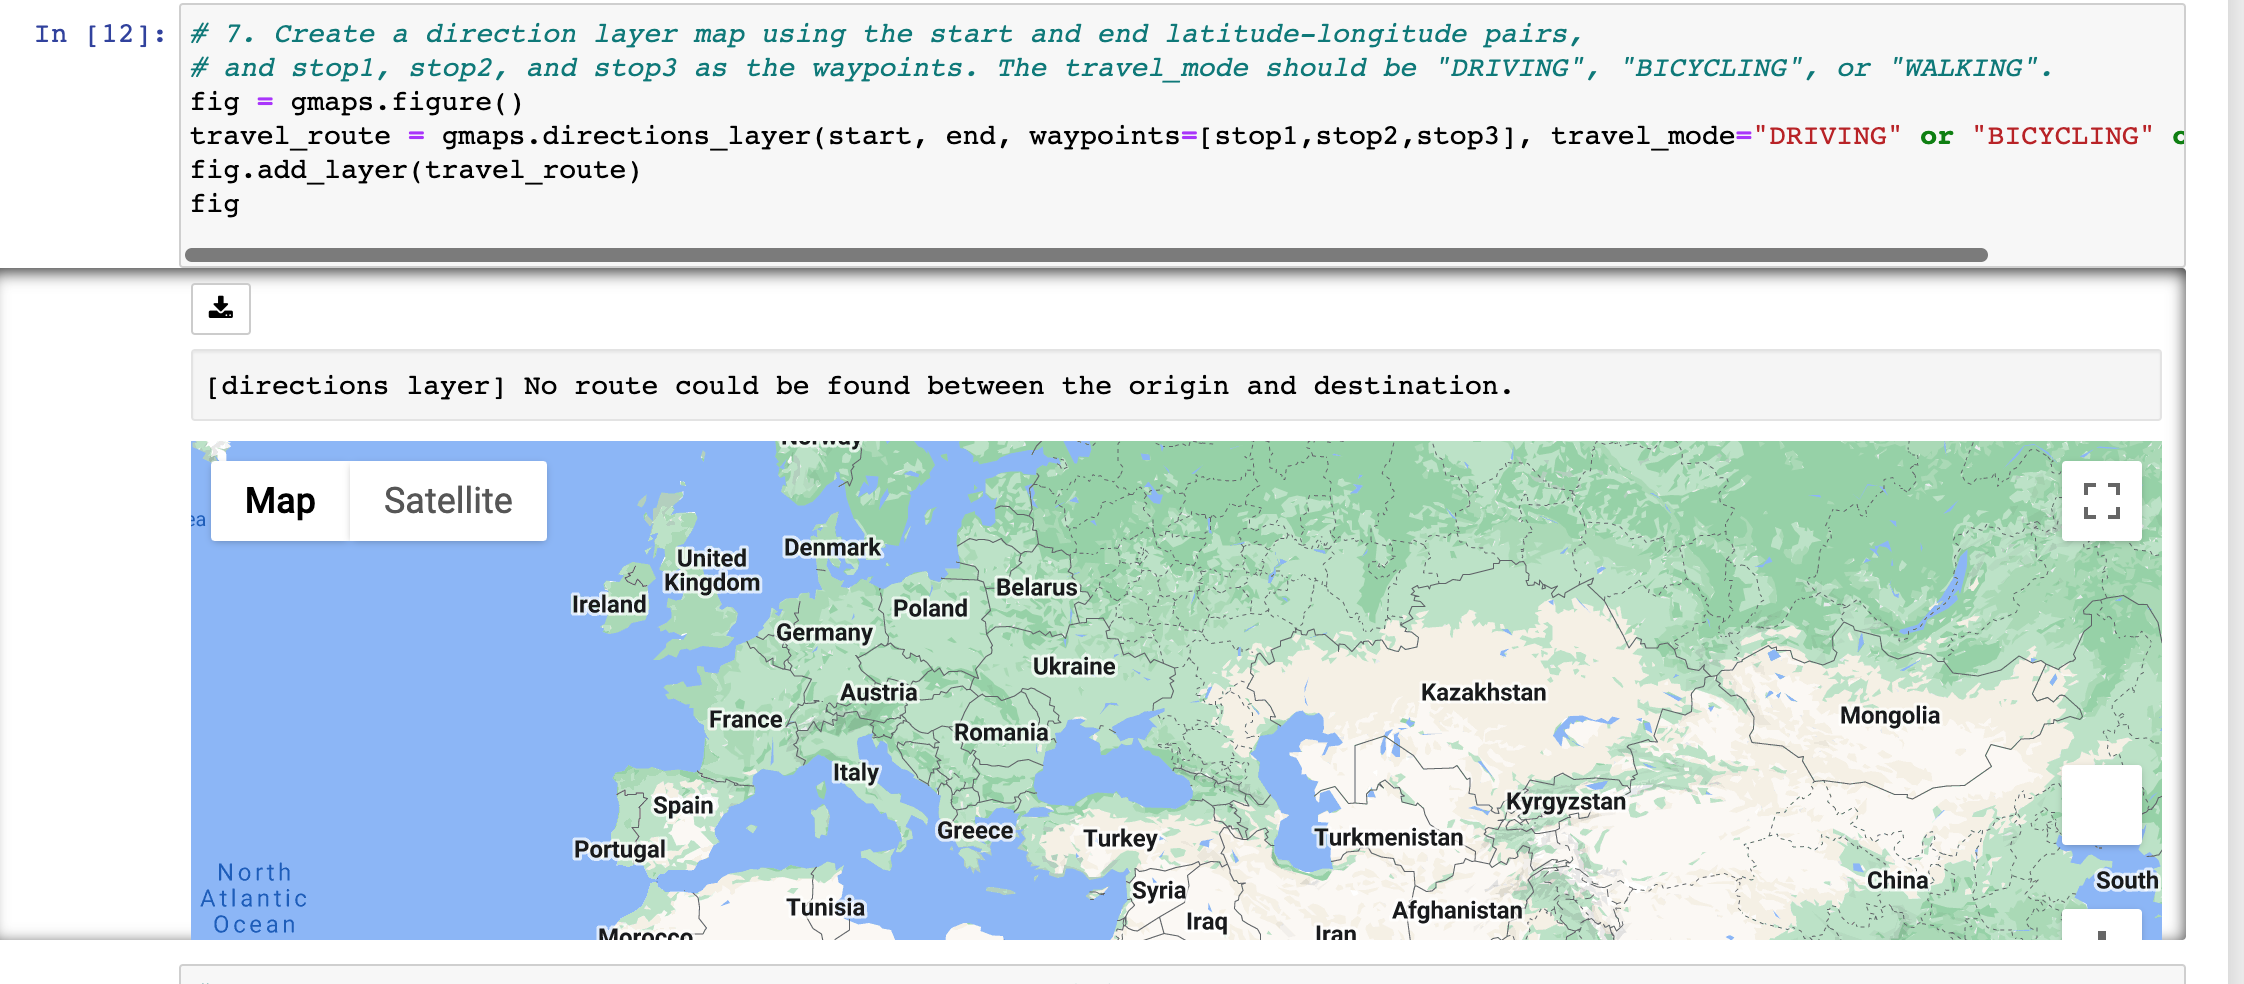 In [12]:
# 7. Create a direction layer map using the start and end latitude-longitude pairs,
# and stop1, stop2, and stop3 as the waypoints. The travel_mode should be "DRIVING", "BICYCLING", or "WALKING".
fig = gmaps.figure()
travel_route = gmaps.directions_layer(start, end, waypoints=[stop1,stop2,stop3], travel_mode="DRIVING" or "BICYCLING"
fig.add_layer(travel_route)
fig
[directions layer] No route could be found between the origin and destination.
Norway
Map
Satellite
ea
Denmark
United
Kingdom
Belarus
Ireland
Poland
Germany
Ukraine
Austria
Kazakhstan
France
Mongolia
Romania
Italy
Spain
Kyrgyzstan
Greece
Turkey
Turkmenistan
Portugal
North
Atlantic
Ocean
Syria
China
South
Tunisia
Afghanistan
Iraq
Morocco
Iran